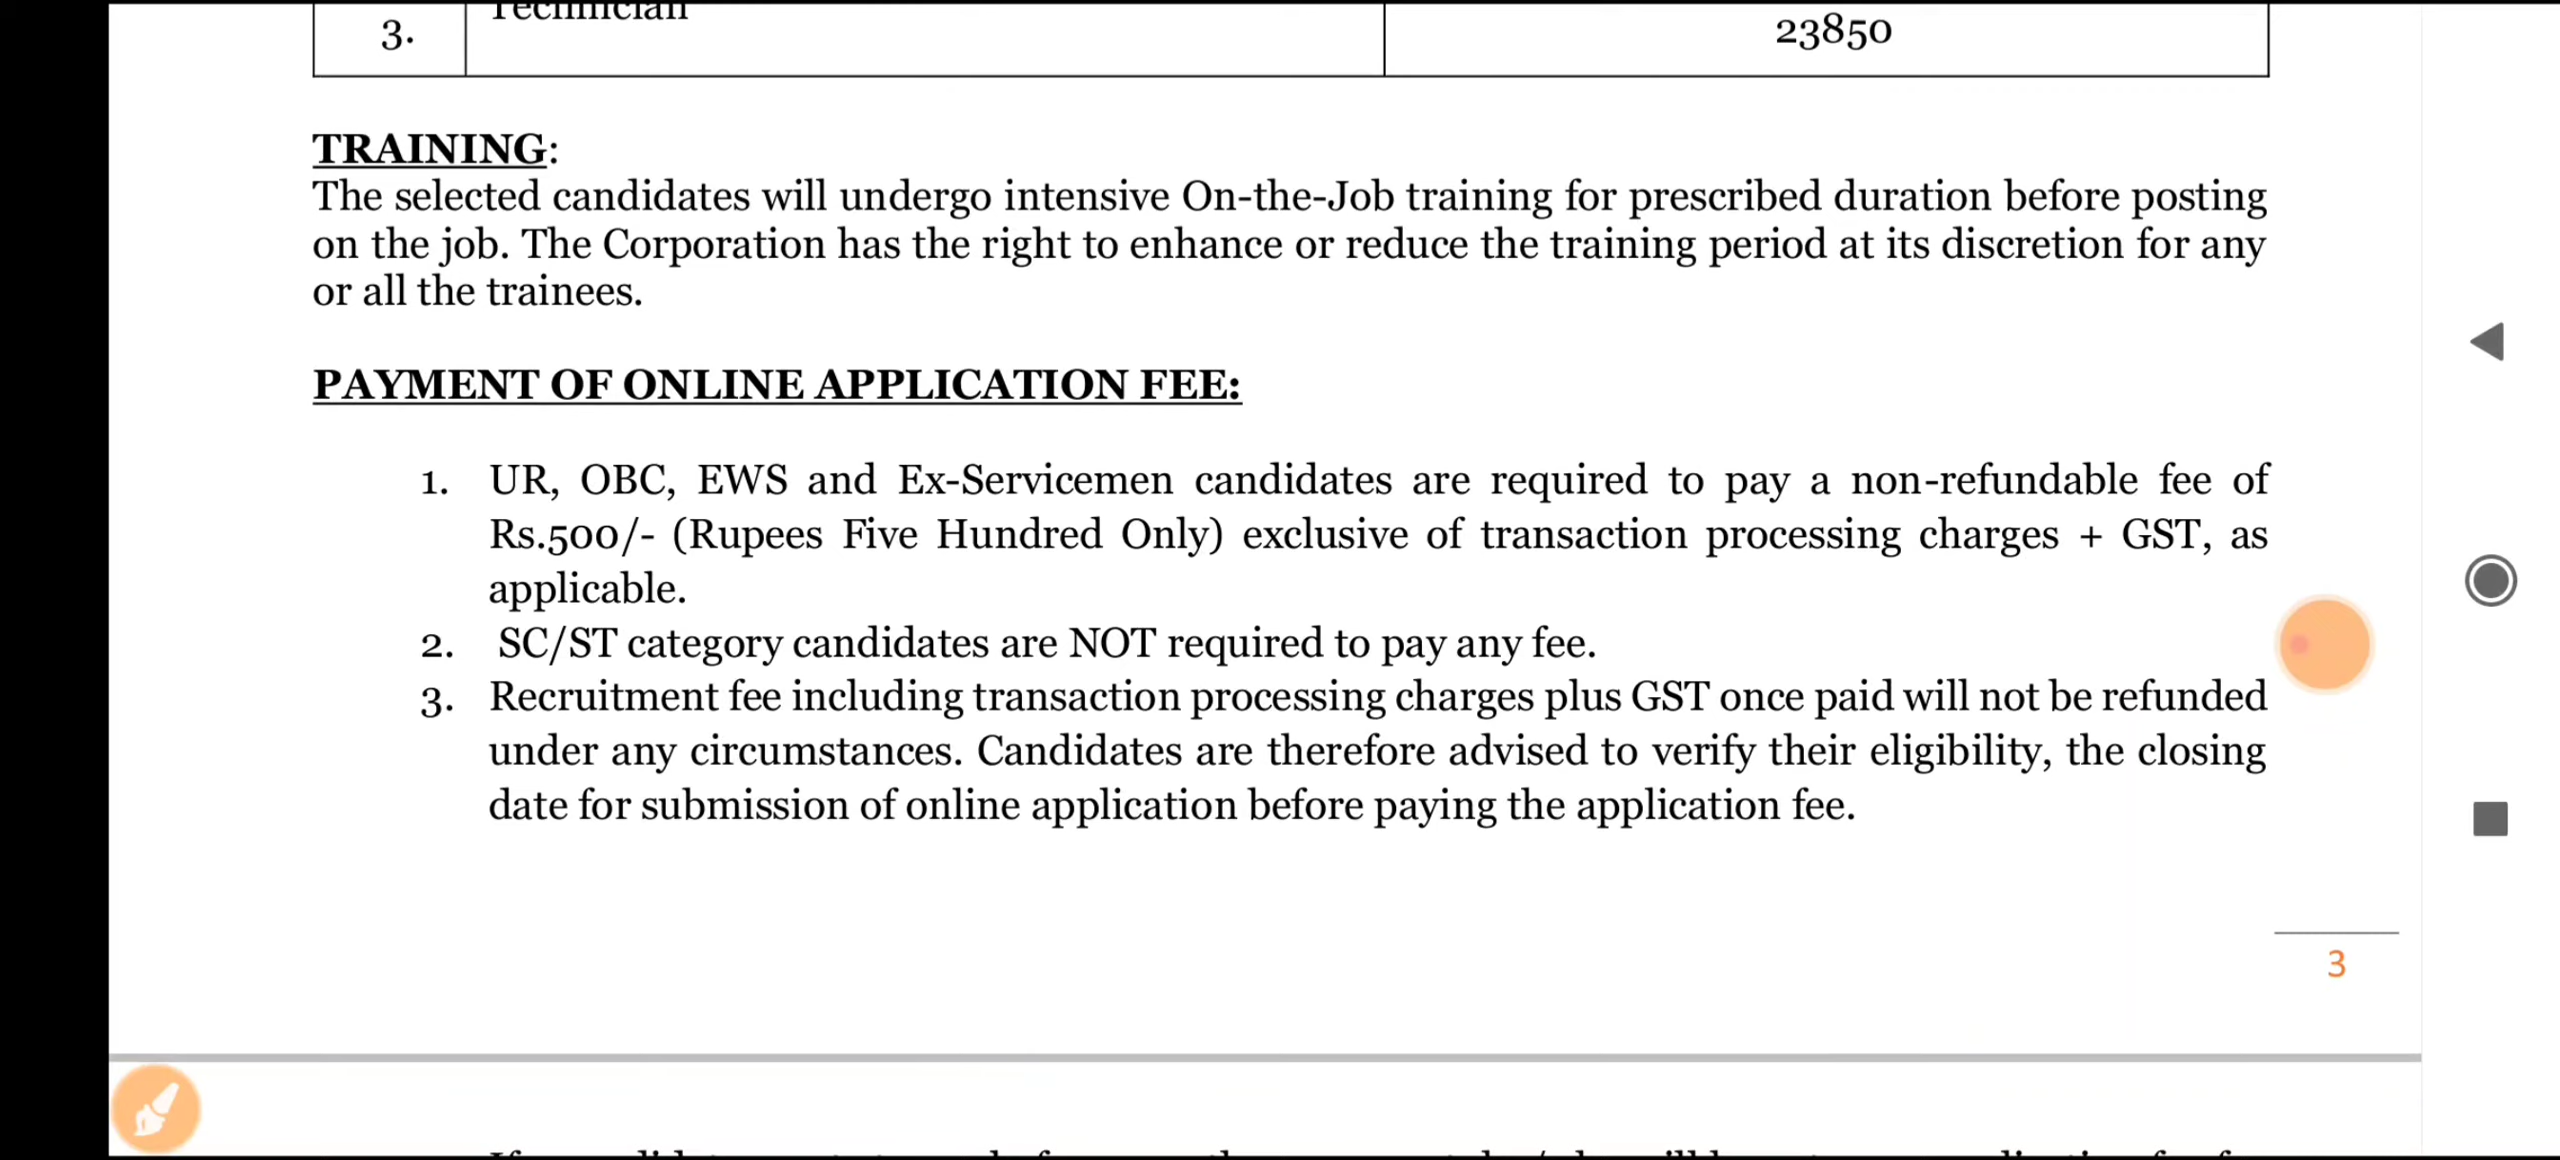 Technician
3.
23850
TRAINING:
The selected candidates will undergo intensive On-the-Job training for prescribed duration before posting
on the job. The Corporation has the right to enhance or reduce the training period at its discretion for any
or all the trainees.
PAYMENT OF ONLINE APPLICATION FEE:
1. UR, OBC, EWS and Ex-Servicemen candidates are required to pay a non-refundable fee of
Rs.500/- (Rupees Five Hundred Only) exclusive of transaction processing charges + GST, as
applicable.
2. SC/ST category candidates are NOT required to pay any fee.
3. Recruitment fee including transaction processing charges plus GST once paid will not be refunded
under any circumstances. Candidates are therefore advised to verify their eligibility, the closing
date for submission of online application before paying the application fee.
3